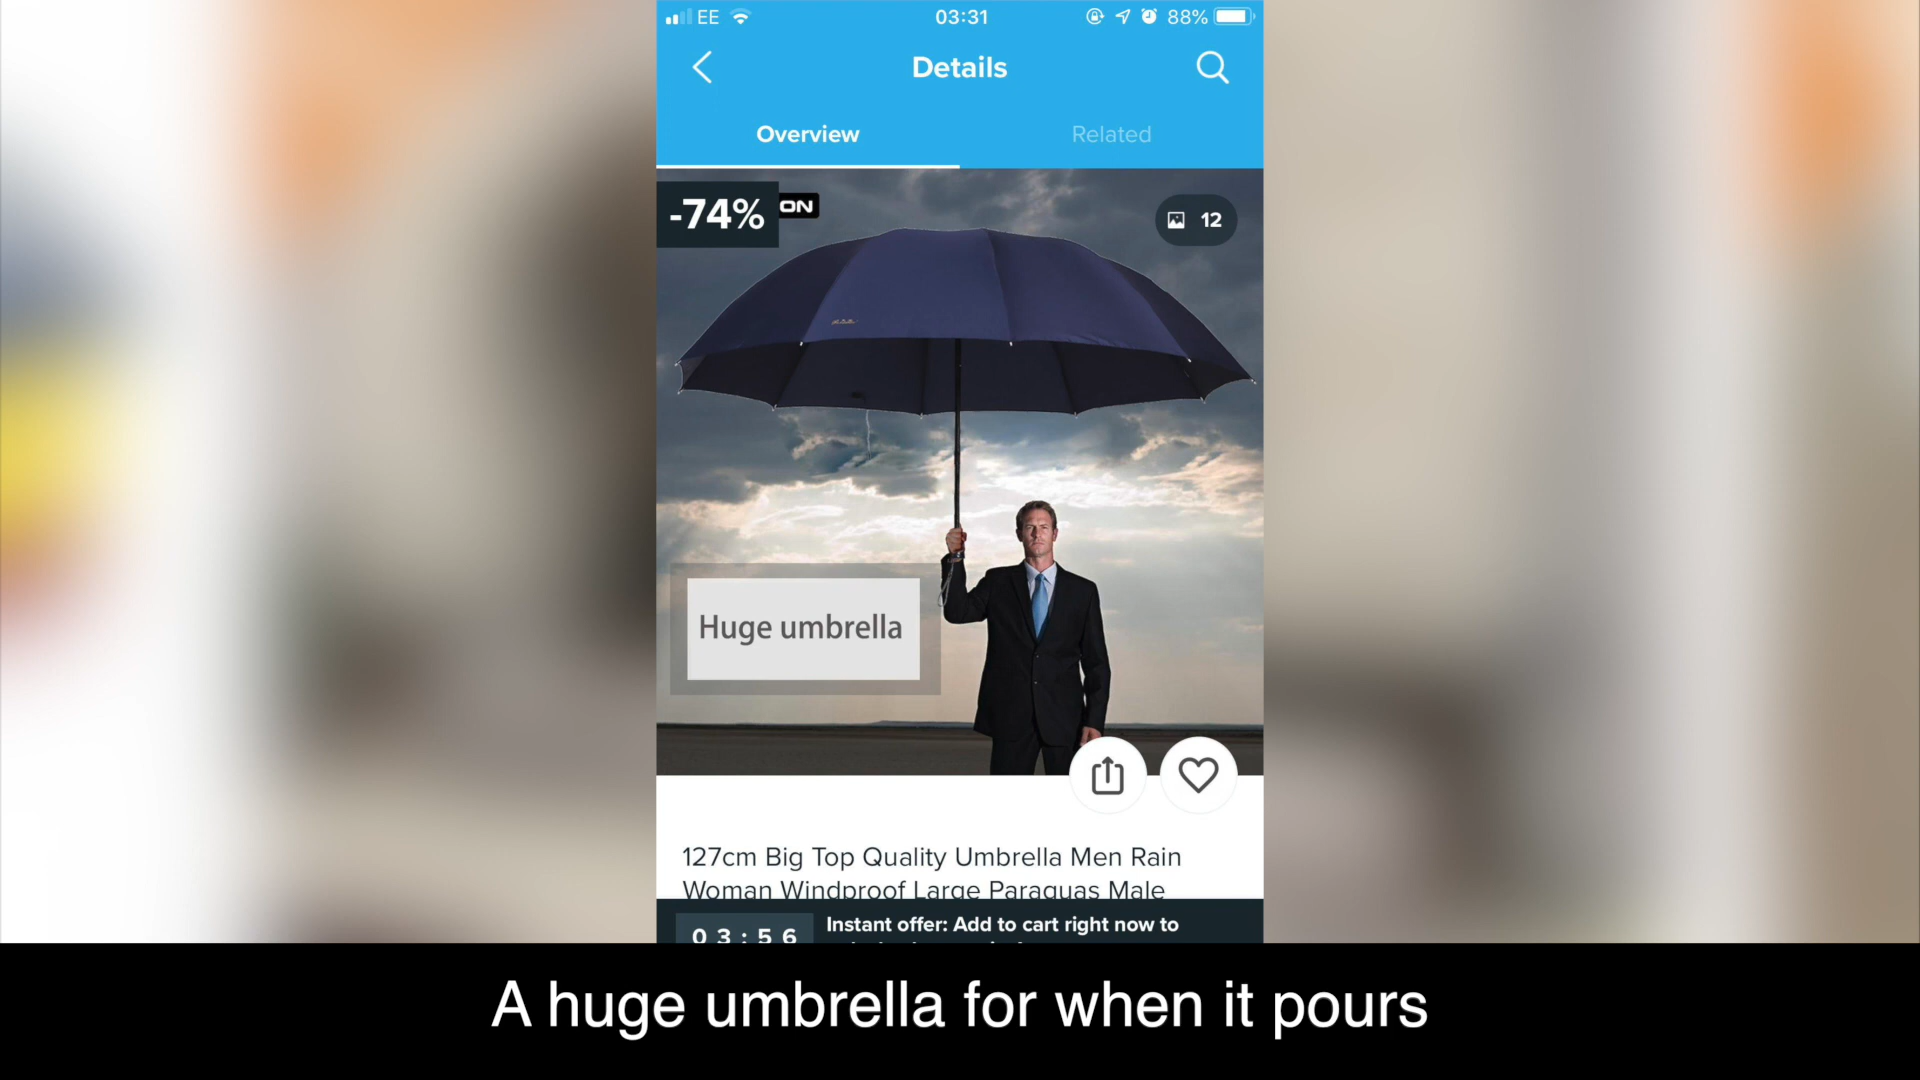 EE 03:31 88%
Details
Overview Related
-74% ON 12
Huge umbrella
127cm Big Top Quality Umbrella Men Rain
Woman Windproof Large Paraguas Male
03:56 Instant offer: Add to cart right now to
A huge umbrella for when it pours